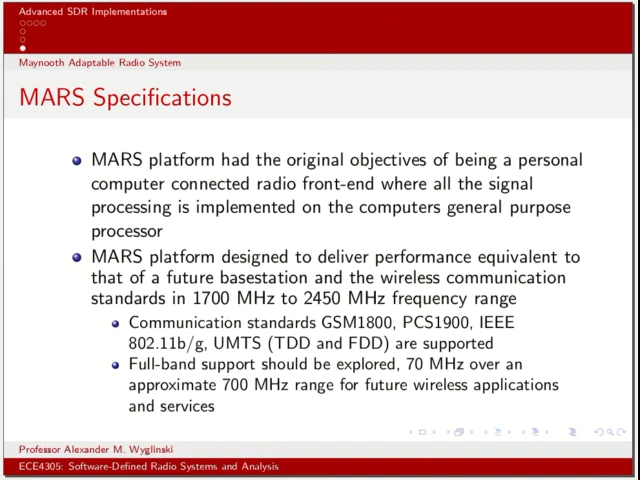 Advanced SDR Implementations
Maynooth Adaptable Radio System
MARS Specifications
MARS platform had the original objectives of being a personal
computer connected radio front-end where all the signal
processing is implemented on the computers general purpose
processor
MARS platform designed to deliver performance equivalent to
that of a future basestation and the wireless communication
standards in 1700 MHz to 2450 MHz frequency range
Communication standards GSM1800, PCS1900, IEEE
802.11b/g, UMTS (TDD and FDD) are supported
Full-band support should be explored, 70 MHz over an
approximate 700 MHz range for future wireless applications
and services
Professor Alexander M. Wyglinski
ECE4305: Software-Defined Radio Systems and Analysis